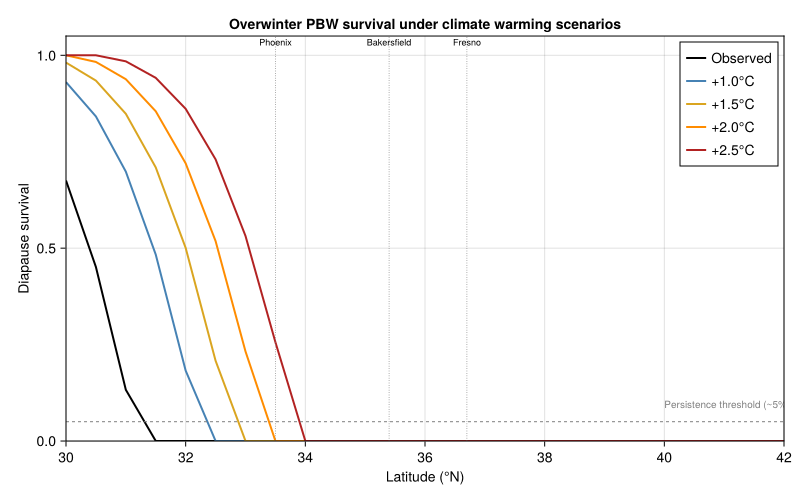 Overwinter PBW survival under climate warming scenarios
Phoenix
Bakersfield
Fresno
Observed
+1.0°C
+1.5°C
+2.0°C
+2.5°C
1.0
0.5
0.0
Diapause survival
Persistence threshold (~5%
30
32
34
36
38
40
42
Latitude (°N)